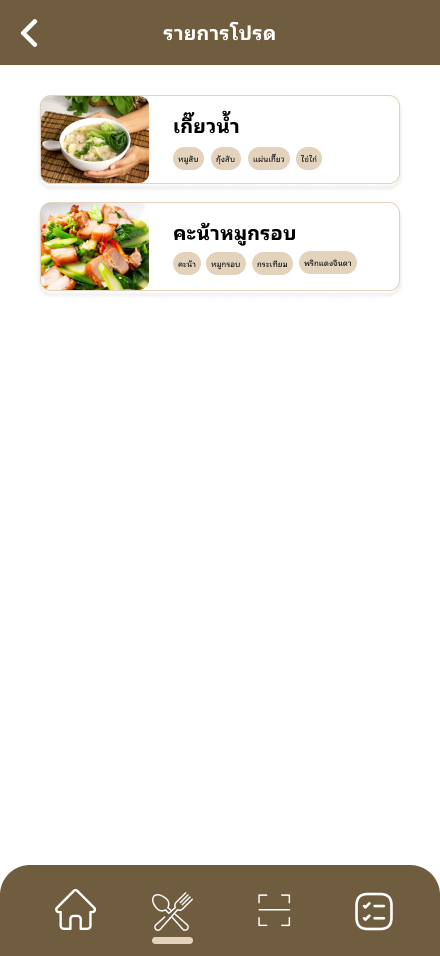 รายการโปรด
เกี๊ยวน้ำ
หมูสับ กุ้งสับ แผ่นเกี๊ยว ไข่ไก่
คะน้าหมูกรอบ
คะน้า หมูกรอบ กระเทียม พริกแดงจินดา